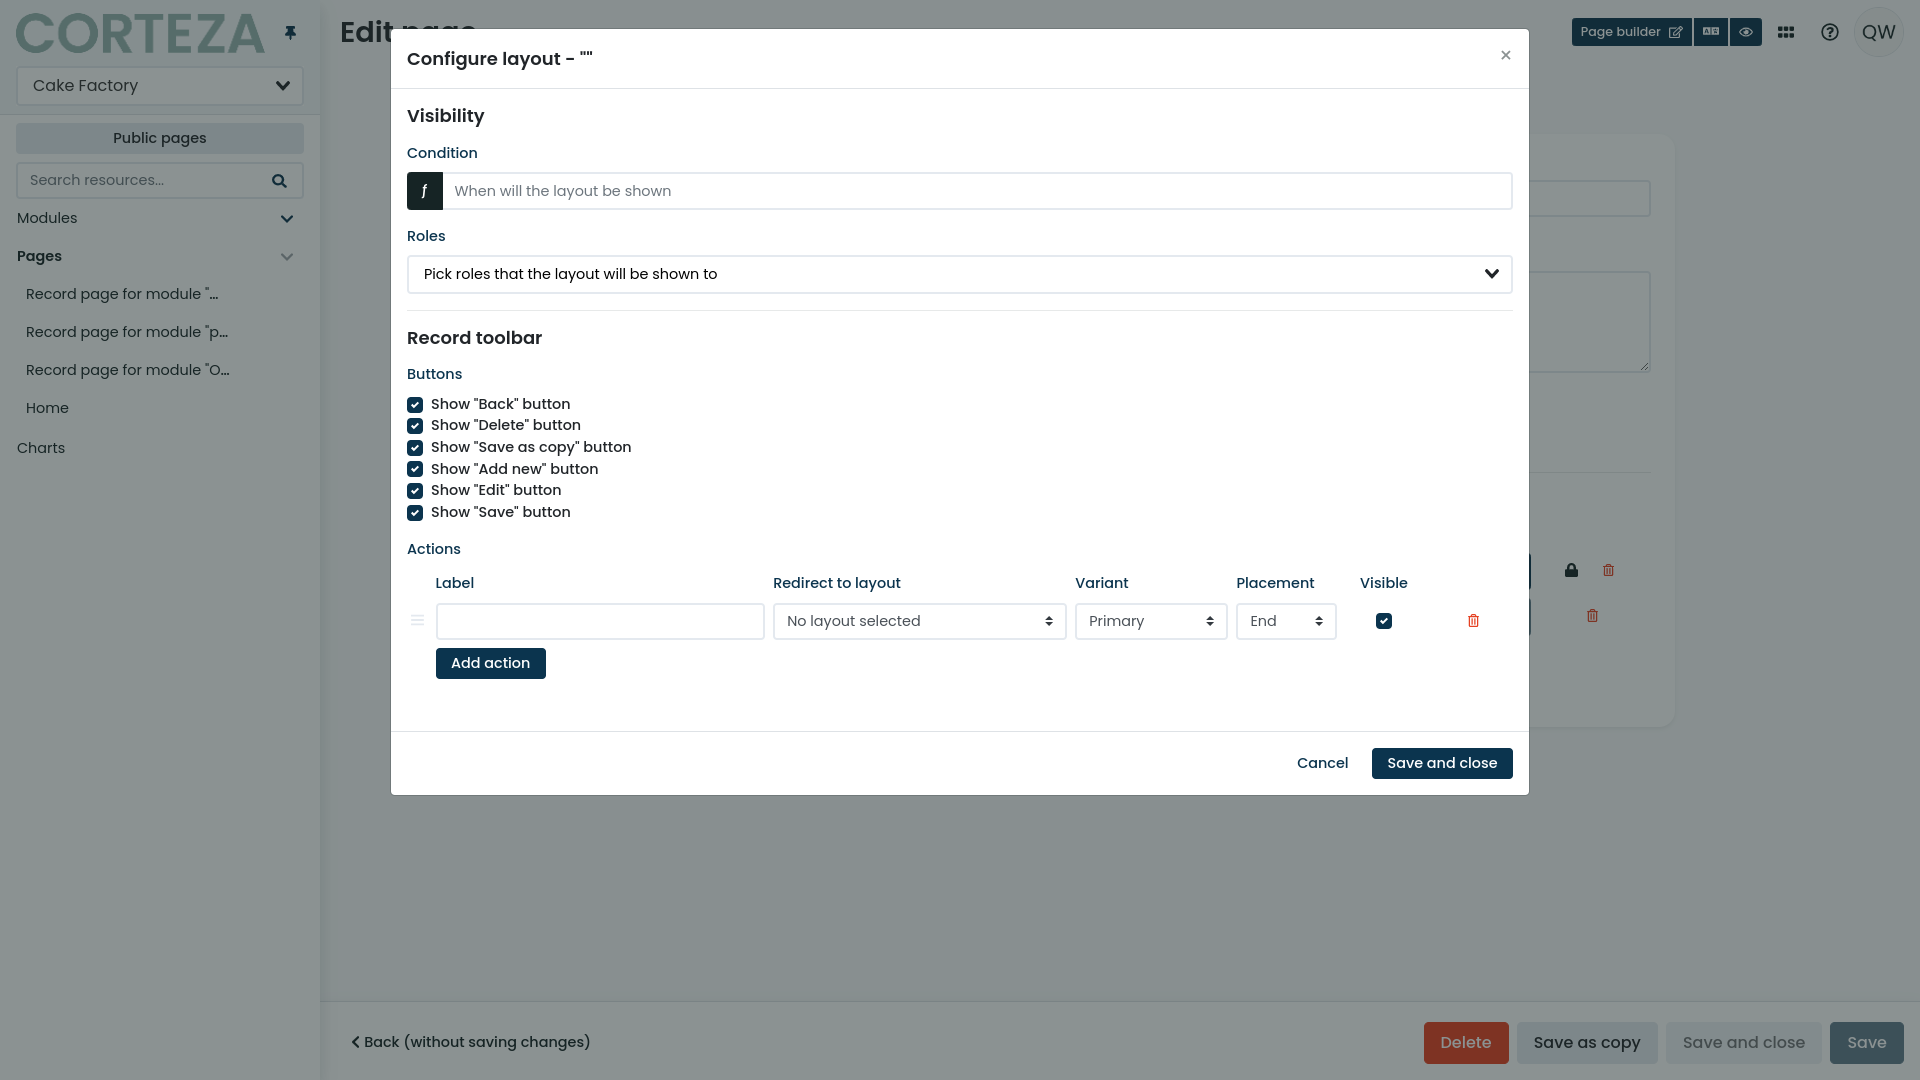 CORTEZA
Edit page
Page builder
QW
Cake Factory
Public pages
Search resources...
Modules
Pages
Record page for module "...
Record page for module "p...
Record page for module "O...
Home
Charts
Configure layout - ""
×
Visibility
Condition
ƒ When will the layout be shown
Roles
Pick roles that the layout will be shown to
Record toolbar
Buttons
Show "Back" button
Show "Delete" button
Show "Save as copy" button
Show "Add new" button
Show "Edit" button
Show "Save" button
Actions
Label Redirect to layout Variant Placement Visible
No layout selected Primary End
Add action
Cancel Save and close
Back (without saving changes)
Delete Save as copy Save and close Save